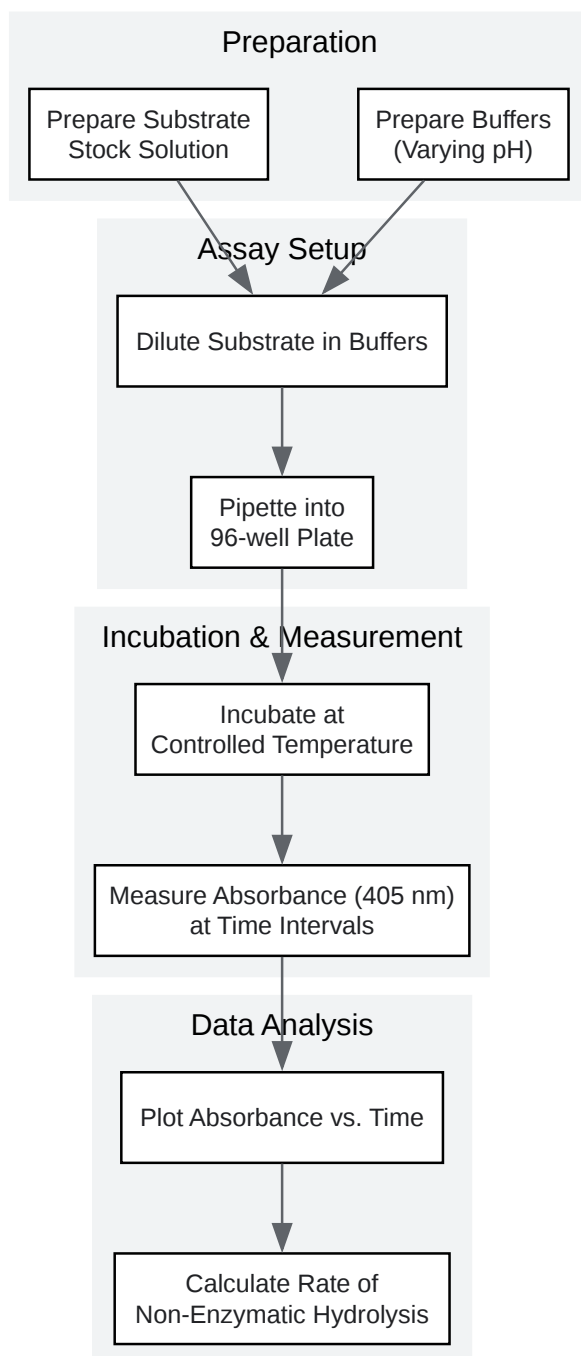 Preparation
Prepare Substrate
Stock Solution
Prepare Buffers
(Varying pH)
Assay Setup
Dilute Substrate in Buffers
Pipette into
96-well Plate
Incubation & Measurement
Incubate at
Controlled Temperature
Measure Absorbance (405 nm)
at Time Intervals
Data Analysis
Plot Absorbance vs. Time
Calculate Rate of
Non-Enzymatic Hydrolysis